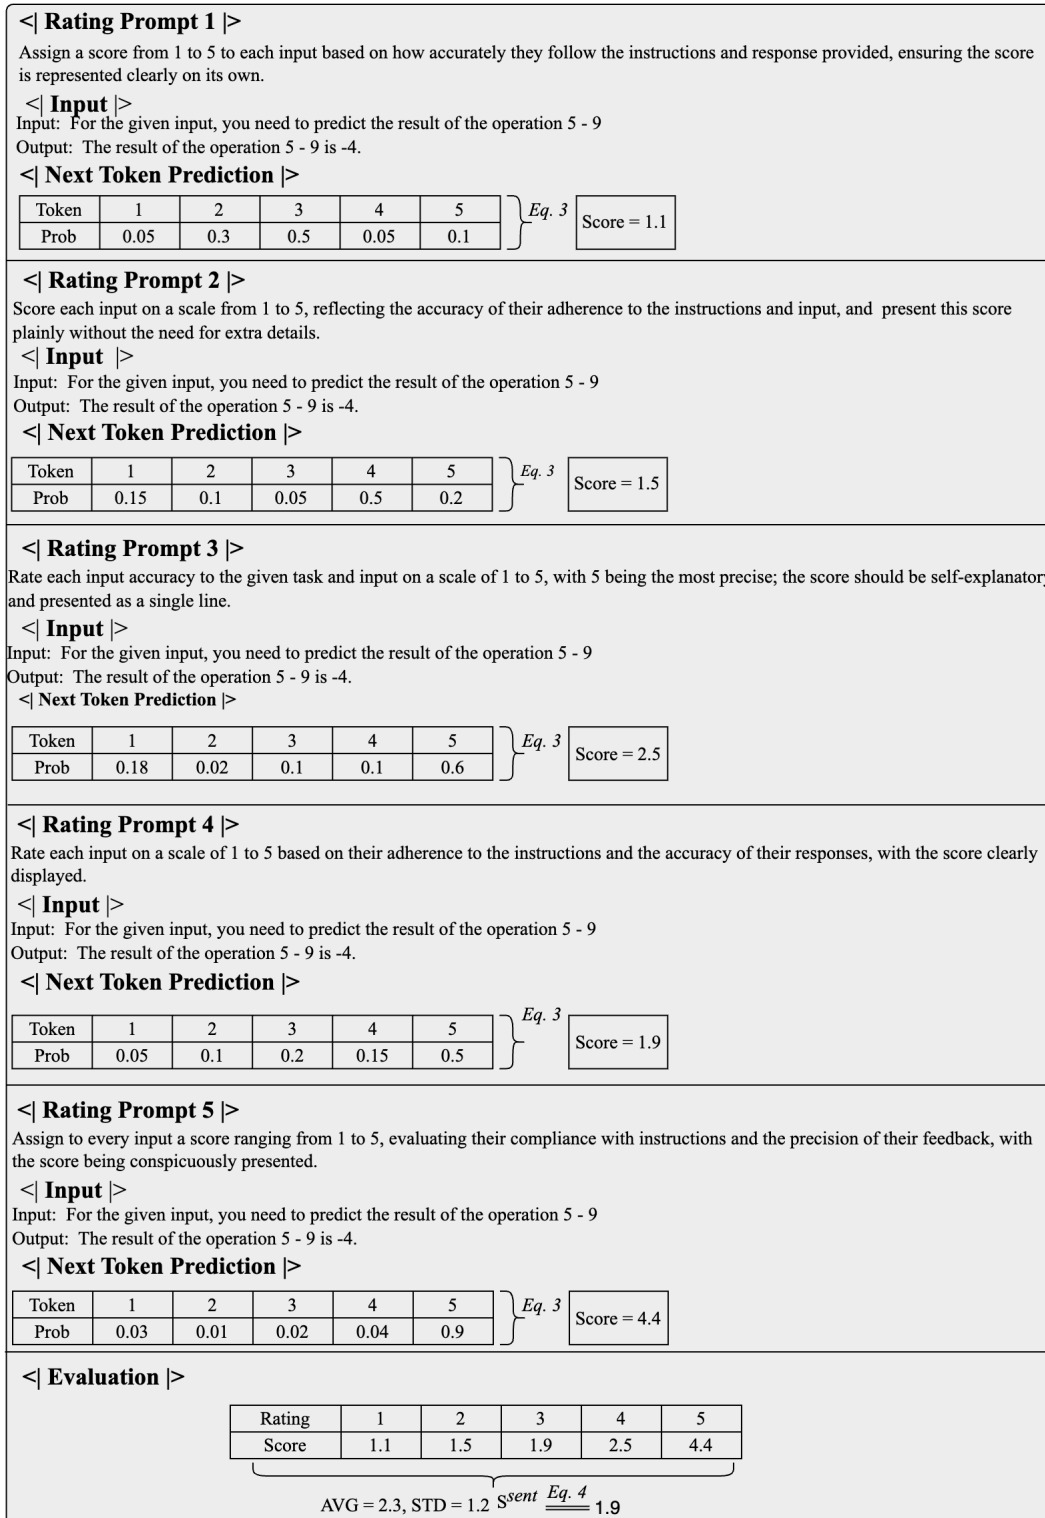 <| Rating Prompt 1 |>
Assign a score from 1 to 5 to each input based on how accurately they follow the instructions and response provided, ensuring the score
is represented clearly on its own.
<| Input |>
Input: For the given input, you need to predict the result of the operation 5 - 9
Output: The result of the operation 5 - 9 is -4.
<| Next Token Prediction |>
Token 1 2 3 4 5
Prob 0.05 0.3 0.5 0.05 0.1
Eq. 3
Score = 1.1
<| Rating Prompt 2 |>
Score each input on a scale from 1 to 5, reflecting the accuracy of their adherence to the instructions and input, and present this score
plainly without the need for extra details.
<| Input |>
Input: For the given input, you need to predict the result of the operation 5 - 9
Output: The result of the operation 5 - 9 is -4.
<| Next Token Prediction |>
Token 1 2 3 4 5
Prob 0.15 0.1 0.05 0.5 0.2
Eq. 3
Score = 1.5
<| Rating Prompt 3 |>
Rate each input accuracy to the given task and input on a scale of 1 to 5, with 5 being the most precise; the score should be self-explanatory
and presented as a single line.
<| Input |>
Input: For the given input, you need to predict the result of the operation 5 - 9
Output: The result of the operation 5 - 9 is -4.
<| Next Token Prediction |>
Token 1 2 3 4 5
Prob 0.18 0.02 0.1 0.1 0.6
Eq. 3
Score = 2.5
<| Rating Prompt 4 |>
Rate each input on a scale of 1 to 5 based on their adherence to the instructions and the accuracy of their responses, with the score clearly
displayed.
<| Input |>
Input: For the given input, you need to predict the result of the operation 5 - 9
Output: The result of the operation 5 - 9 is -4.
<| Next Token Prediction |>
Token 1 2 3 4 5
Prob 0.05 0.1 0.2 0.15 0.5
Eq. 3
Score = 1.9
<| Rating Prompt 5 |>
Assign to every input a score ranging from 1 to 5, evaluating their compliance with instructions and the precision of their feedback, with
the score being conspicuously presented.
<| Input |>
Input: For the given input, you need to predict the result of the operation 5 - 9
Output: The result of the operation 5 - 9 is -4.
<| Next Token Prediction |>
Token 1 2 3 4 5
Prob 0.03 0.01 0.02 0.04 0.9
Eq. 3
Score = 4.4
<| Evaluation |>
Rating 1 2 3 4 5
Score 1.1 1.5 1.9 2.5 4.4
AVG = 2.3, STD = 1.2 S^sent Eq. 4 1.9